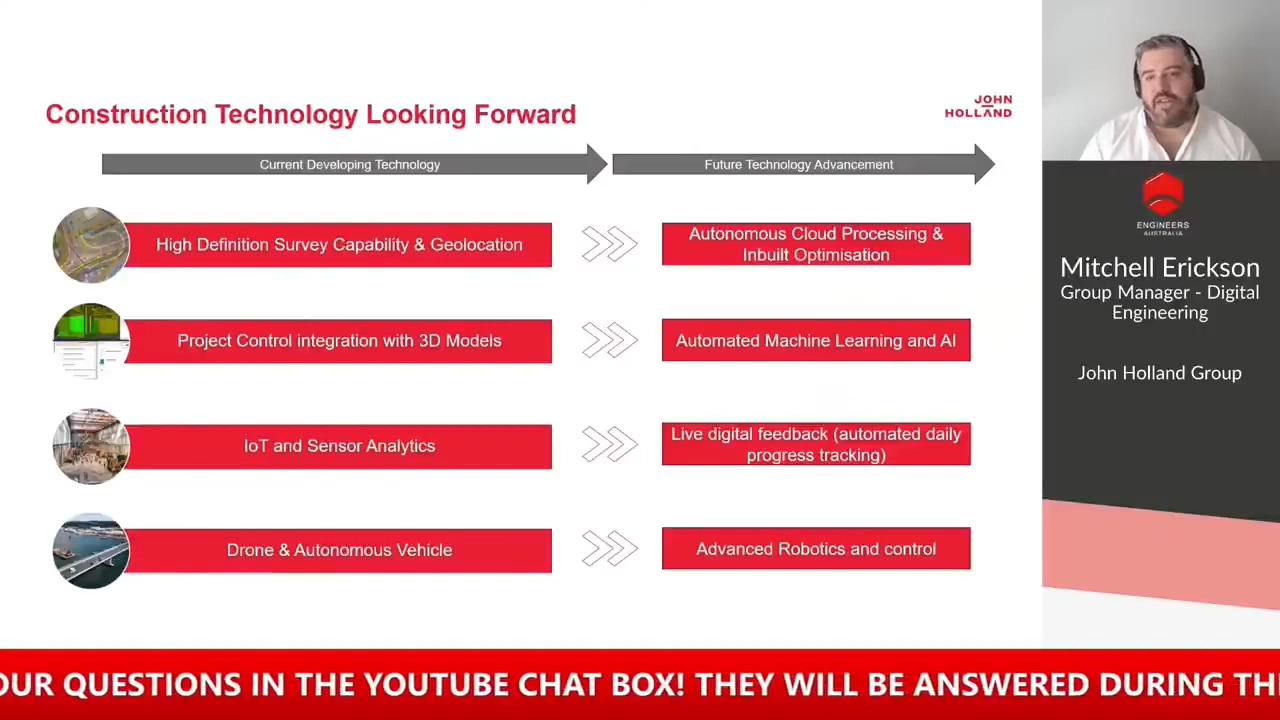 Construction Technology Looking Forward
JOHN
HOLLAND
Current Developing Technology
Future Technology Advancement
High Definition Survey Capability & Geolocation
Autonomous Cloud Processing &
Inbuilt Optimisation
Project Control integration with 3D Models
Automated Machine Learning and AI
IoT and Sensor Analytics
Live digital feedback (automated daily
progress tracking)
Drone & Autonomous Vehicle
Advanced Robotics and control
ENGINEERS
AUSTRALIA
Mitchell Erickson
Group Manager - Digital
Engineering
John Holland Group
OUR QUESTIONS IN THE YOUTUBE CHAT BOX! THEY WILL BE ANSWERED DURING TH